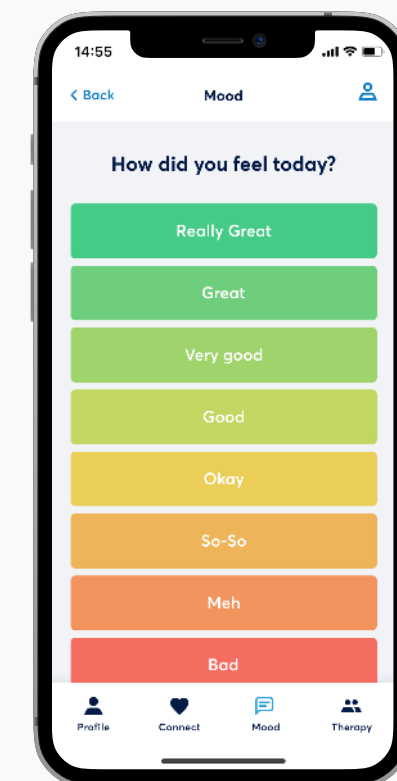 14:55
Back
Mood
How did you feel today?
Really Great
Great
Very good
Good
Okay
So-So
Meh
Bad
Profile Connect Mood Therapy